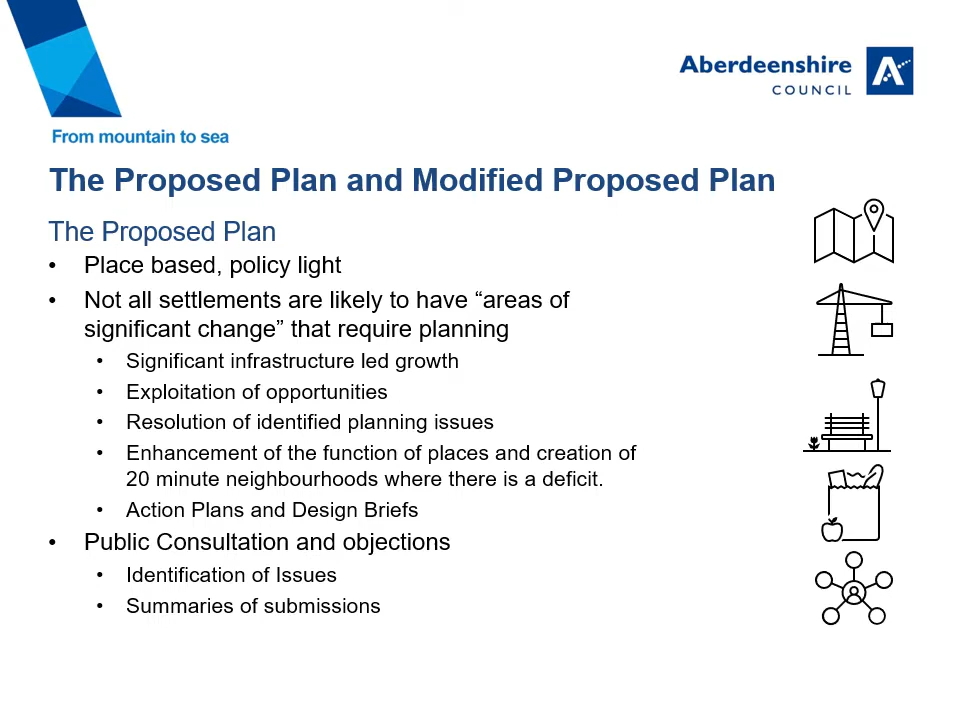 Aberdeenshire
COUNCIL
From mountain to sea
The Proposed Plan and Modified Proposed Plan
The Proposed Plan
• Place based, policy light
• Not all settlements are likely to have “areas of
significant change” that require planning
• Significant infrastructure led growth
• Exploitation of opportunities
• Resolution of identified planning issues
• Enhancement of the function of places and creation of
20 minute neighbourhoods where there is a deficit.
• Action Plans and Design Briefs
• Public Consultation and objections
• Identification of Issues
• Summaries of submissions